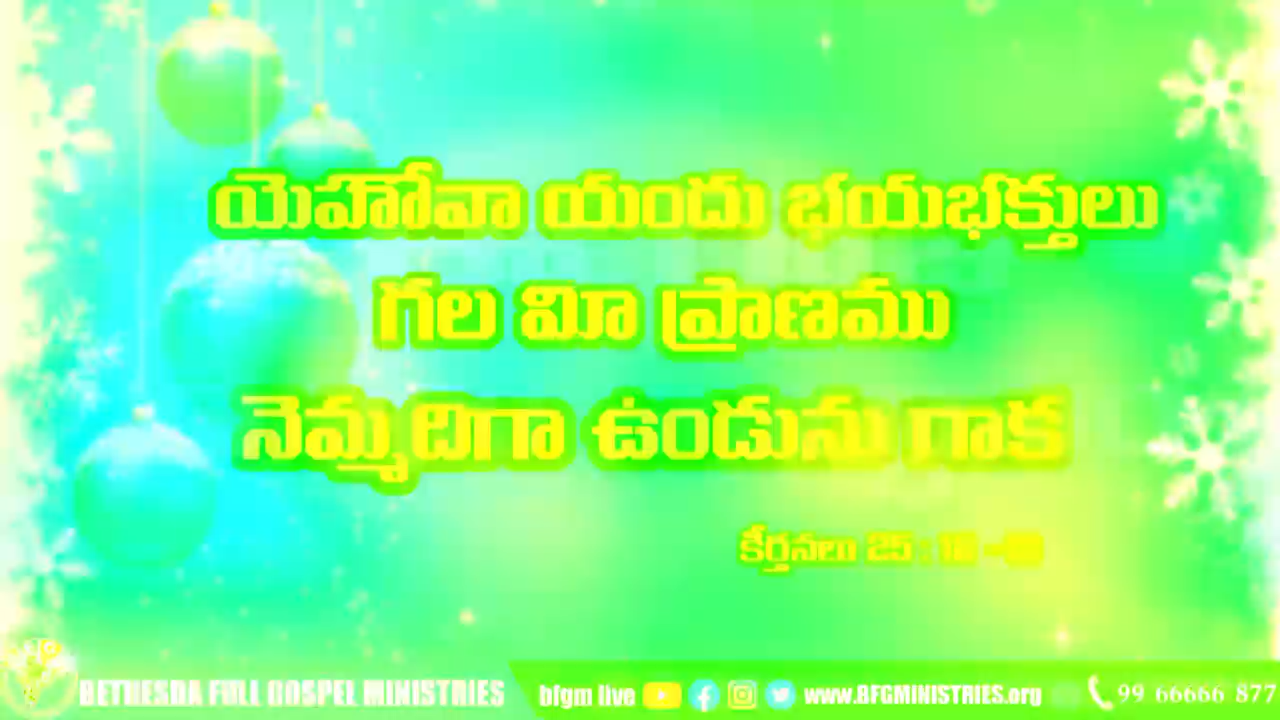 యెహోవా యందు భయభక్తులు
గల మీ ప్రాణము
నెమ్మదిగా ఉండును గాక
కీర్తనలు 25 :
BETHESDA FULL GOSPEL MINISTRIES bfgm live www.BFGMINISTRIES.org 99 66666 877